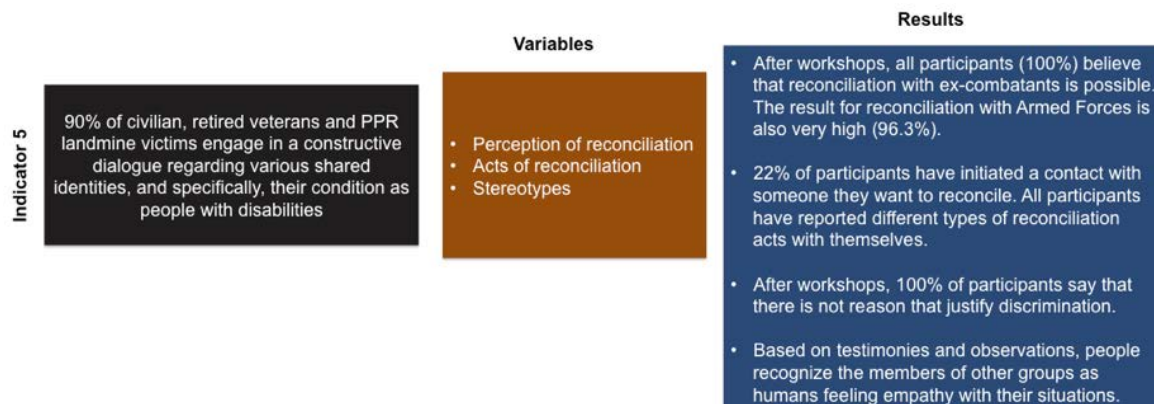 Indicator 5
90% of civilian, retired veterans and PPR
landmine victims engage in a constructive
dialogue regarding various shared
identities, and specifically, their condition as
people with disabilities
Variables
• Perception of reconciliation
• Acts of reconciliation
• Stereotypes
Results
• After workshops, all participants (100%) believe
that reconciliation with ex-combatants is possible.
The result for reconciliation with Armed Forces is
also very high (96.3%).
• 22% of participants have initiated a contact with
someone they want to reconcile. All participants
have reported different types of reconciliation
acts with themselves.
• After workshops, 100% of participants say that
there is not reason that justify discrimination.
• Based on testimonies and observations, people
recognize the members of other groups as
humans feeling empathy with their situations.